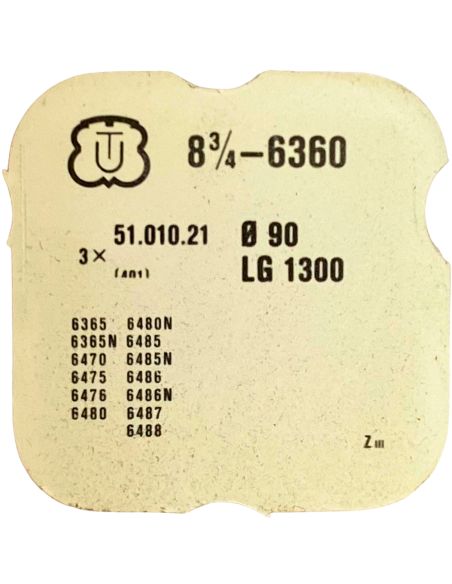 UT
8¾–6360
3× 51.010.21 Ø 90
(401) LG 1300
6365 6480N
6365N 6485
6470 6485N
6475 6486
6476 6486N
6480 6487
6488
Z